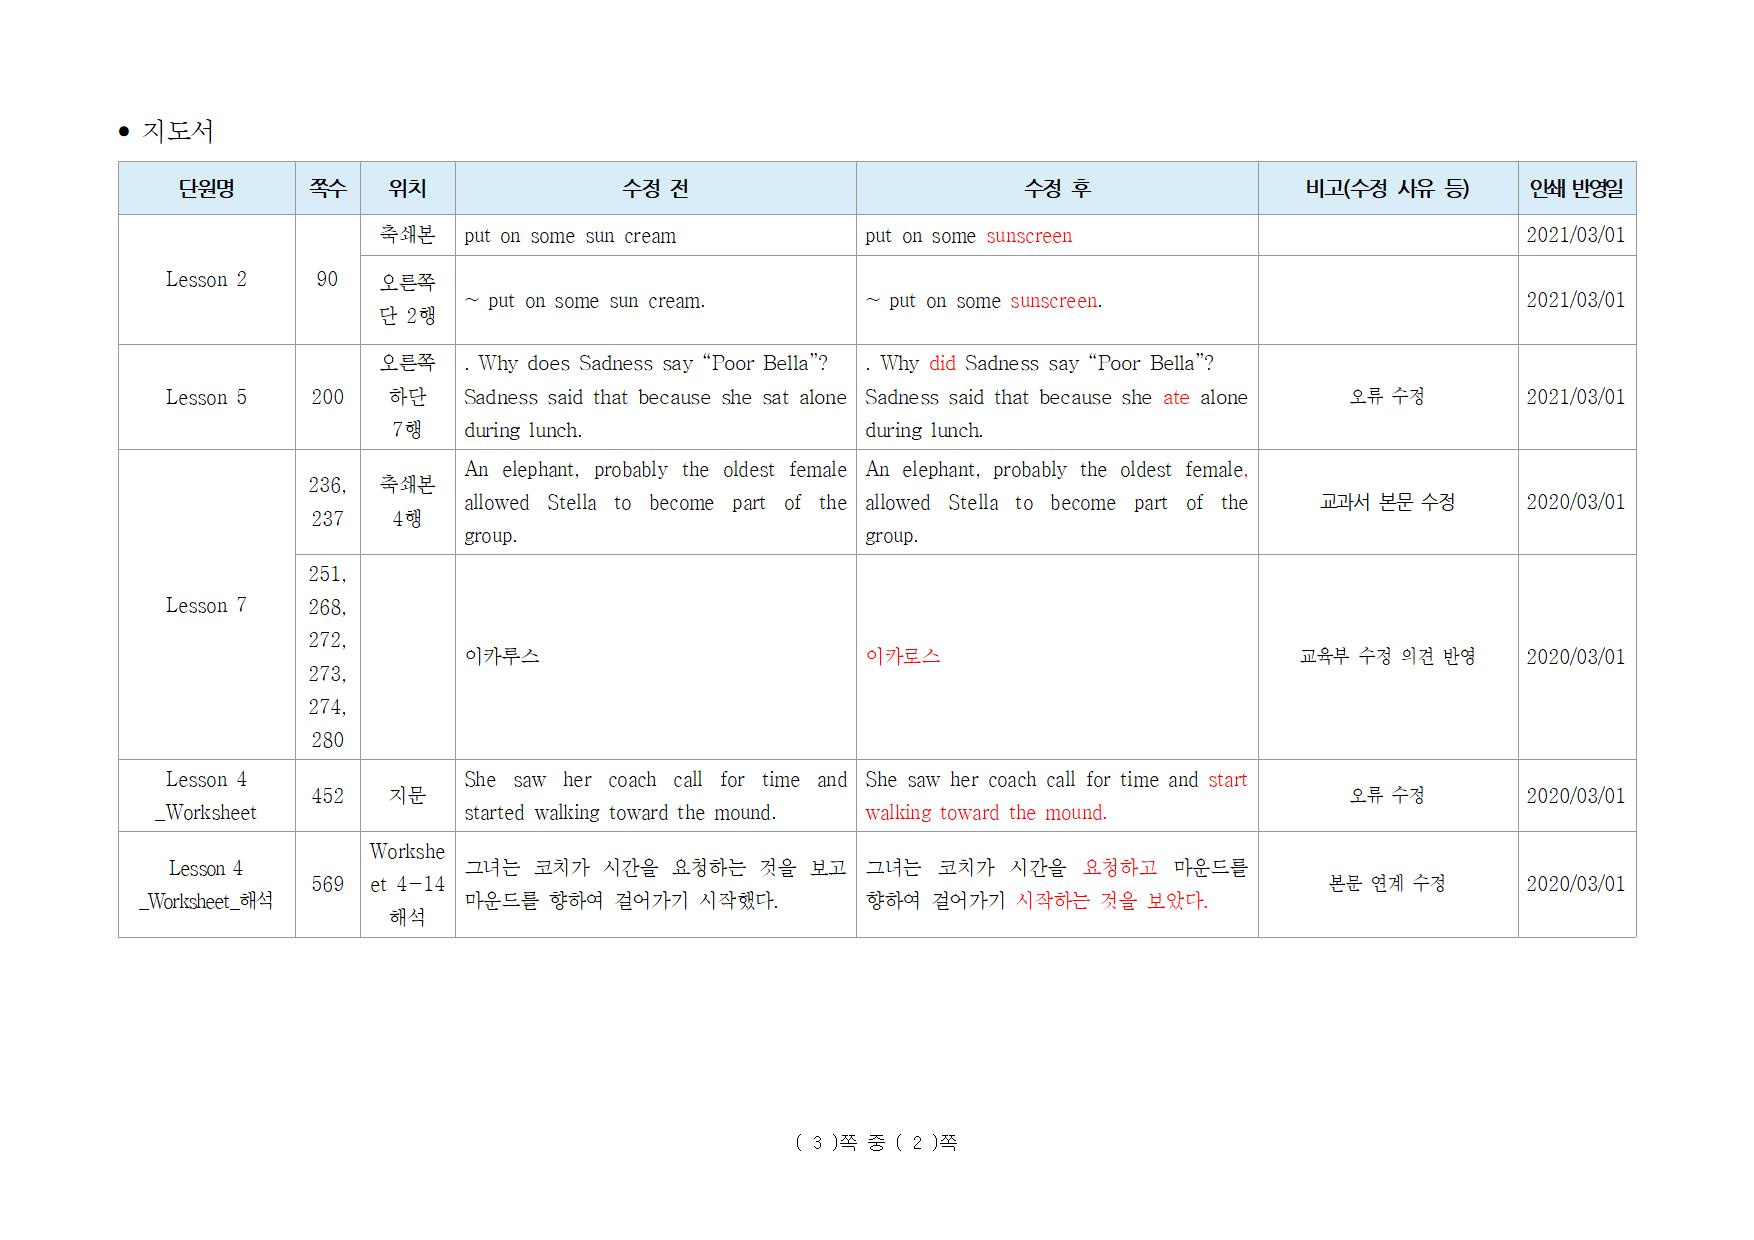 ● 지도서
단원명 쪽수 위치 수정 전 수정 후 비고(수정 사유 등) 인쇄 반영일
Lesson 2
90
축쇄본
put on some sun cream
put on some sunscreen
2021/03/01
오른쪽
단 2행
~ put on some sun cream.
~ put on some sunscreen.
2021/03/01
Lesson 5
200
오른쪽
하단
7행
. Why does Sadness say “Poor Bella”?
Sadness said that because she sat alone
during lunch.
. Why did Sadness say “Poor Bella”?
Sadness said that because she ate alone
during lunch.
오류 수정
2021/03/01
Lesson 7
236,
237
축쇄본
4행
An elephant, probably the oldest female
allowed Stella to become part of the
group.
An elephant, probably the oldest female,
allowed Stella to become part of the
group.
교과서 본문 수정
2020/03/01
251,
268,
272,
273,
274,
280
이카루스
이카로스
교육부 수정 의견 반영
2020/03/01
Lesson 4
_Worksheet
452
지문
She saw her coach call for time and
started walking toward the mound.
She saw her coach call for time and start
walking toward the mound.
오류 수정
2020/03/01
Lesson 4
_Worksheet_해석
569
Workshe
et 4-14
해석
그녀는 코치가 시간을 요청하는 것을 보고
마운드를 향하여 걸어가기 시작했다.
그녀는 코치가 시간을 요청하고 마운드를
향하여 걸어가기 시작하는 것을 보았다.
본문 연계 수정
2020/03/01
( 3 )쪽 중 ( 2 )쪽